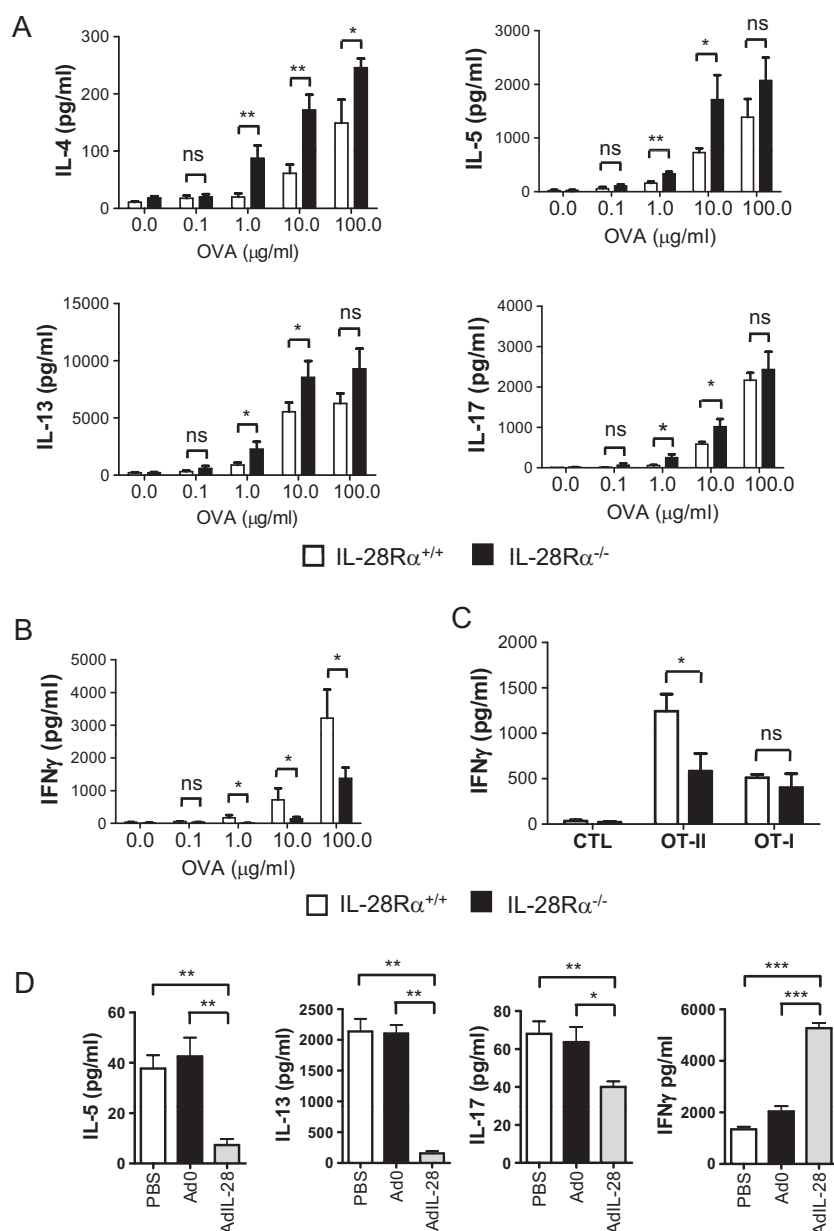 A
IL-4 (pg/ml)
300
200
100
0
ns
**
**
*
0.0 0.1 1.0 10.0 100.0
OVA (μg/ml)
IL-5 (pg/ml)
3000
2000
1000
0
ns
**
*
ns
0.0 0.1 1.0 10.0 100.0
OVA (μg/ml)
IL-13 (pg/ml)
15000
10000
5000
0
ns
*
*
ns
0.0 0.1 1.0 10.0 100.0
OVA (μg/ml)
IL-17 (pg/ml)
4000
3000
2000
1000
0
ns
*
*
ns
0.0 0.1 1.0 10.0 100.0
OVA (μg/ml)
IL-28Rα+/+ IL-28Rα-/-
B
IFNγ (pg/ml)
5000
4000
3000
2000
1000
0
ns
*
*
*
0.0 0.1 1.0 10.0 100.0
OVA (μg/ml)
C
IFNγ (pg/ml)
2000
1500
1000
500
0
*
ns
CTL OT-II OT-I
IL-28Rα+/+ IL-28Rα-/-
D
IL-5 (pg/ml)
60
40
20
0
**
**
PBS Ad0 AdIL-28
IL-13 (pg/ml)
2500
2000
1500
1000
500
0
**
**
PBS Ad0 AdIL-28
IL-17 (pg/ml)
80
60
40
20
0
**
*
PBS Ad0 AdIL-28
IFNγ pg/ml)
6000
4000
2000
0
***
***
PBS Ad0 AdIL-28